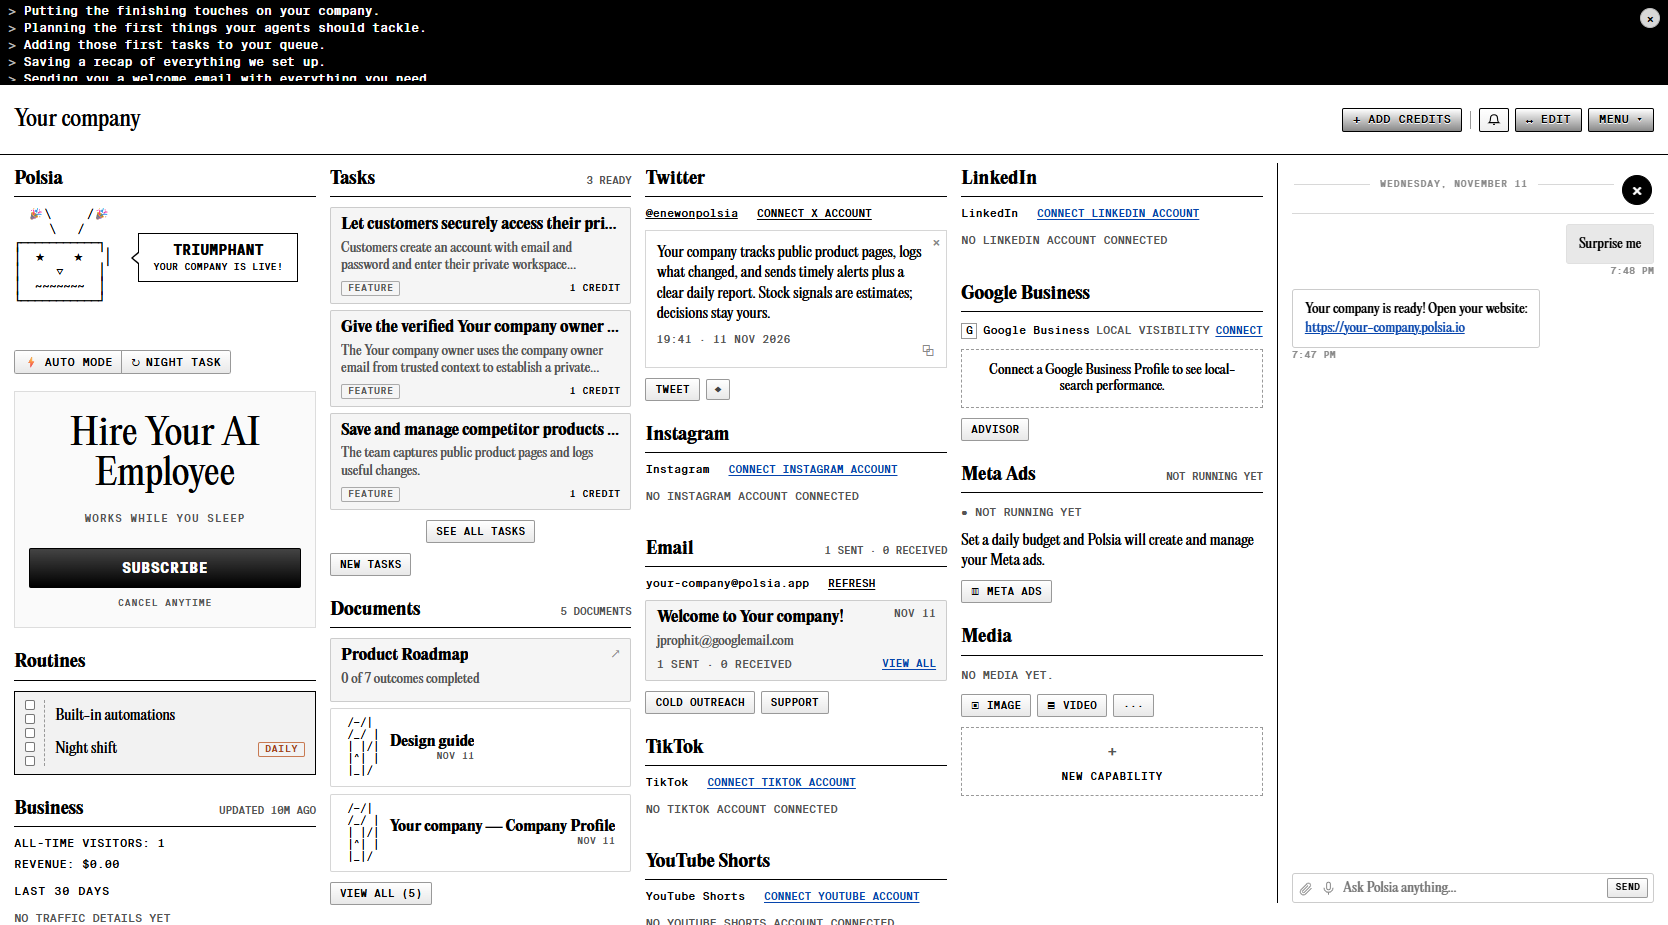 > Putting the finishing touches on your company.
> Planning the first things your agents should tackle.
> Adding those first tasks to your queue.
> Saving a recap of everything we set up.
> Sending you a welcome email with everything you need
Your company
+ ADD CREDITS
EDIT
MENU
Polsia
TRIUMPHANT
YOUR COMPANY IS LIVE!
AUTO MODE
NIGHT TASK
Hire Your AI
Employee
WORKS WHILE YOU SLEEP
SUBSCRIBE
CANCEL ANYTIME
Routines
Built-in automations
Night shift DAILY
Business UPDATED 10M AGO
ALL-TIME VISITORS: 1
REVENUE: $0.00
LAST 30 DAYS
NO TRAFFIC DETAILS YET
Tasks 3 READY
Let customers securely access their pri...
Customers create an account with email and
password and enter their private workspace...
FEATURE 1 CREDIT
Give the verified Your company owner ...
The Your company owner uses the company owner
email from trusted context to establish a private...
FEATURE 1 CREDIT
Save and manage competitor products ...
The team captures public product pages and logs
useful changes.
FEATURE 1 CREDIT
SEE ALL TASKS
NEW TASKS
Documents 5 DOCUMENTS
Product Roadmap
0 of 7 outcomes completed
Design guide
NOV 11
Your company — Company Profile
NOV 11
VIEW ALL (5)
Twitter
@enewonpolsia CONNECT X ACCOUNT
Your company tracks public product pages, logs
what changed, and sends timely alerts plus a
clear daily report. Stock signals are estimates;
decisions stay yours.
19:41 · 11 NOV 2026
TWEET
Instagram
Instagram CONNECT INSTAGRAM ACCOUNT
NO INSTAGRAM ACCOUNT CONNECTED
Email 1 SENT · 0 RECEIVED
your-company@polsia.app REFRESH
Welcome to Your company! NOV 11
jprophit@googlemail.com
1 SENT · 0 RECEIVED VIEW ALL
COLD OUTREACH SUPPORT
TikTok
TikTok CONNECT TIKTOK ACCOUNT
NO TIKTOK ACCOUNT CONNECTED
YouTube Shorts
YouTube Shorts CONNECT YOUTUBE ACCOUNT
NO YOUTUBE SHORTS ACCOUNT CONNECTED
LinkedIn
LinkedIn CONNECT LINKEDIN ACCOUNT
NO LINKEDIN ACCOUNT CONNECTED
Google Business
G Google Business LOCAL VISIBILITY CONNECT
Connect a Google Business Profile to see local-
search performance.
ADVISOR
Meta Ads NOT RUNNING YET
NOT RUNNING YET
Set a daily budget and Polsia will create and manage
your Meta ads.
META ADS
Media
NO MEDIA YET.
IMAGE VIDEO ...
+
NEW CAPABILITY
WEDNESDAY, NOVEMBER 11
Surprise me
7:48 PM
Your company is ready! Open your website:
https://your-company.polsia.io
7:47 PM
Ask Polsia anything...
SEND